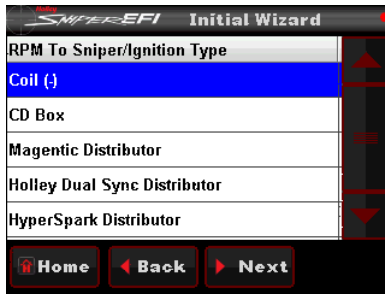 Holley
SNIPER EFI Initial Wizard
RPM To Sniper/Ignition Type
Coil (-)
CD Box
Magentic Distributor
Holley Dual Sync Distributor
HyperSpark Distributor
Home Back Next